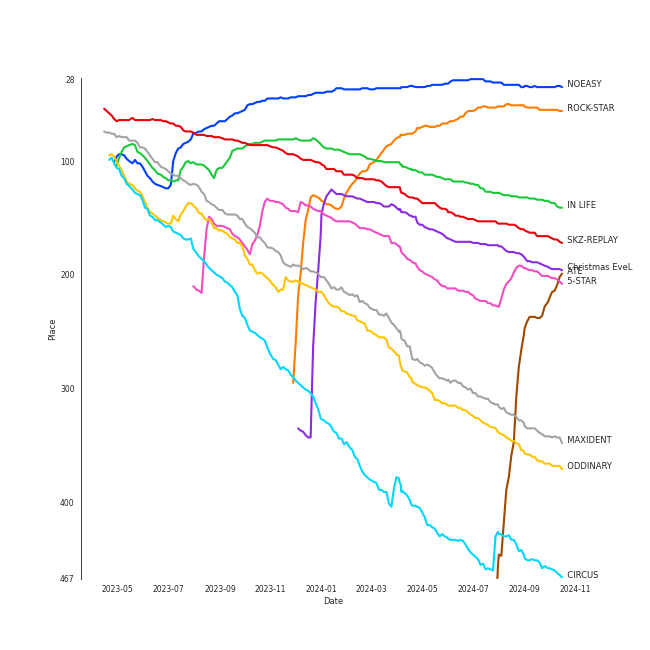 28
100
200
300
400
467
Place
2023-05
2023-07
2023-09
2023-11
2024-01
2024-03
2024-05
2024-07
2024-09
2024-11
Date
NOEASY
ROCK-STAR
IN LIFE
SKZ-REPLAY
Christmas EveL
ATE
5-STAR
MAXIDENT
ODDINARY
CIRCUS